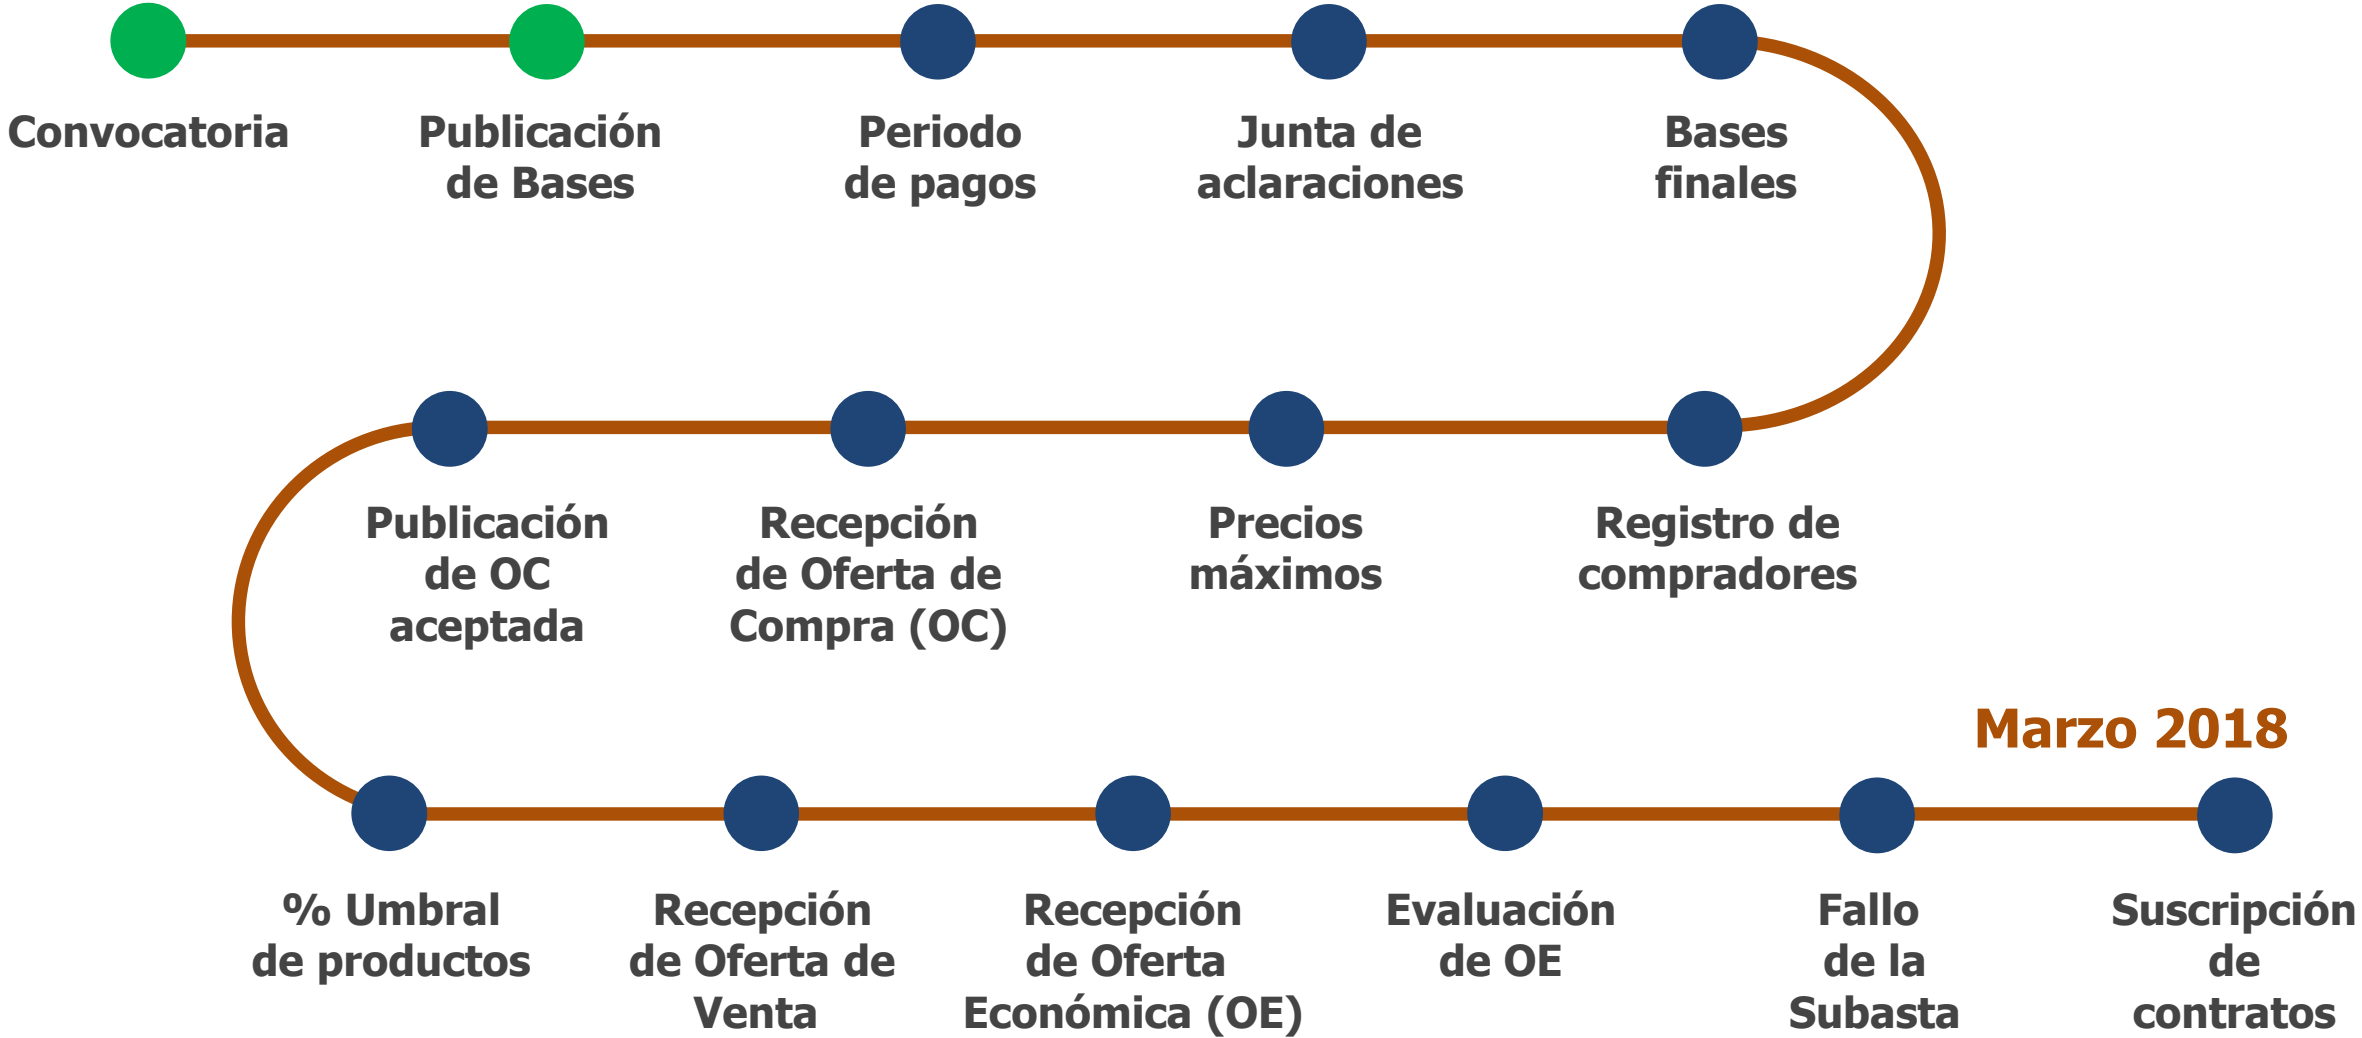 Convocatoria
Publicación
de Bases
Periodo
de pagos
Junta de
aclaraciones
Bases
finales
Registro de
compradores
Precios
máximos
Recepción
de Oferta de
Compra (OC)
Publicación
de OC
aceptada
% Umbral
de productos
Recepción
de Oferta de
Venta
Recepción
de Oferta
Económica (OE)
Evaluación
de OE
Fallo
de la
Subasta
Marzo 2018
Suscripción
de
contratos